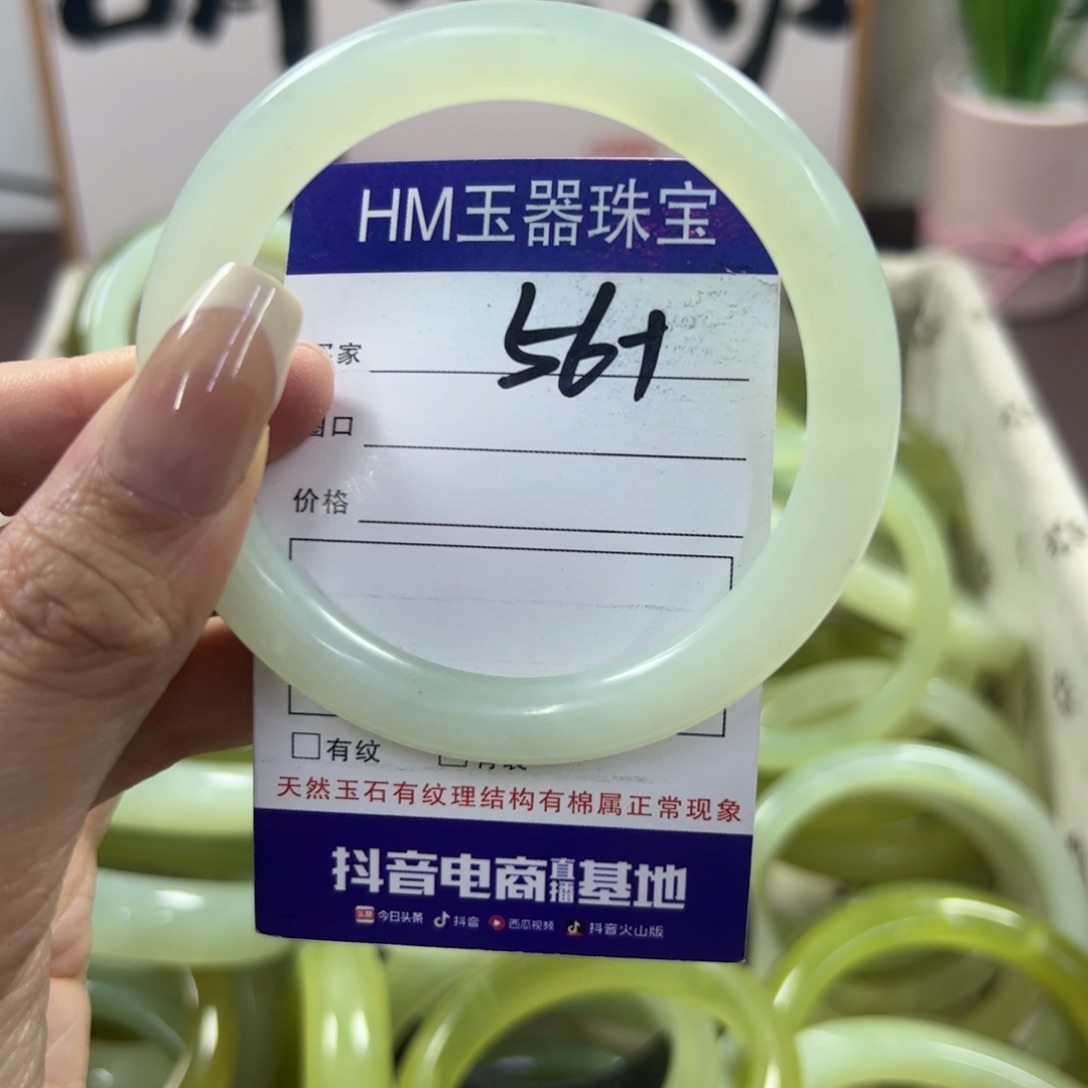 HM玉器珠宝
56+
家
口
价格
有纹
天然玉石有纹理结构有棉属正常现象
抖音电商直播基地
今日头条 抖音 西瓜视频 抖音火山版